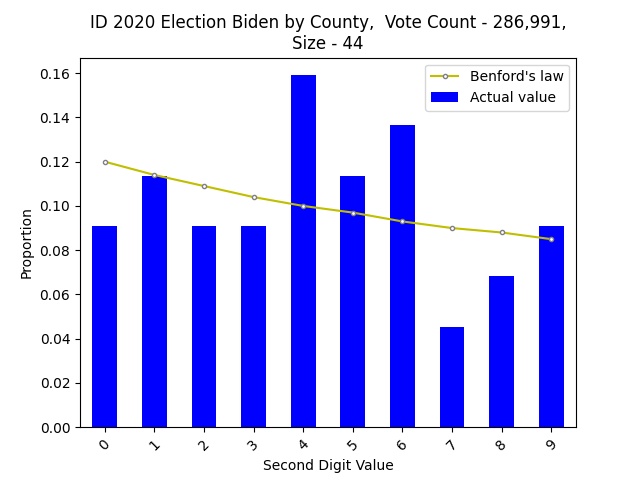 ID 2020 Election Biden by County,  Vote Count - 286,991,
Size - 44
Benford's law
Actual value
0.16
0.14
0.12
0.10
0.08
0.06
0.04
0.02
0.00
Proportion
0 1 2 3 4 5 6 7 8 9
Second Digit Value